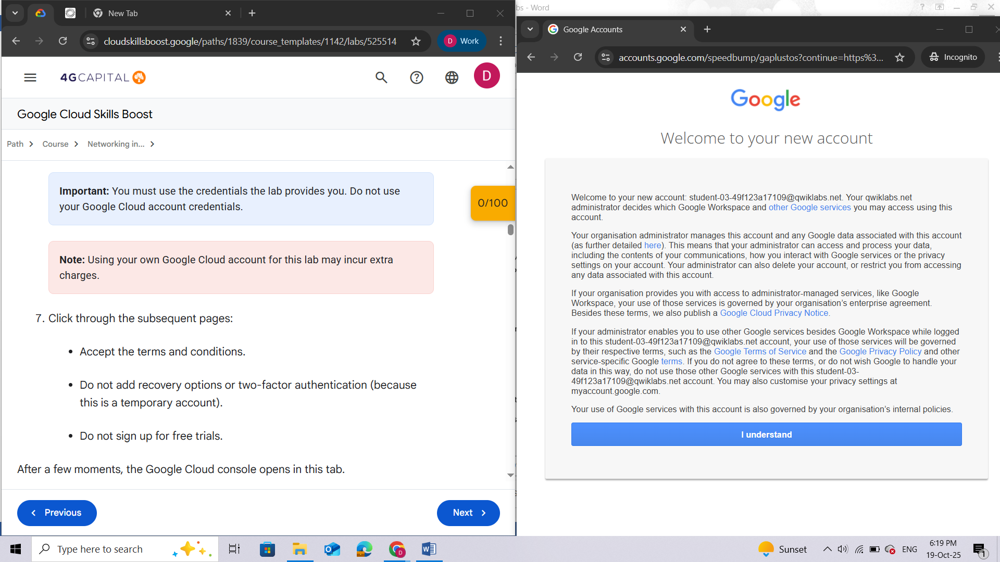 New Tab
cloudskillsboost.google/paths/1839/course_templates/1142/labs/525514
D
Work
4GCAPITAL
D
Google Cloud Skills Boost
Path
Course
Networking in...
Important: You must use the credentials the lab provides you. Do not use
your Google Cloud account credentials.
0/100
Note: Using your own Google Cloud account for this lab may incur extra
charges.
7. Click through the subsequent pages:
• Accept the terms and conditions.
• Do not add recovery options or two-factor authentication (because
this is a temporary account).
• Do not sign up for free trials.
After a few moments, the Google Cloud console opens in this tab.
Previous
Next
bs - Word
Google Accounts
accounts.google.com/speedbump/gaplustos?continue=https%3...
Incognito
Google
Welcome to your new account
Welcome to your new account: student-03-49f123a17109@qwiklabs.net. Your qwiklabs.net
administrator decides which Google Workspace and other Google services you may access using this
account.
Your organisation administrator manages this account and any Google data associated with this account
(as further detailed here). This means that your administrator can access and process your data,
including the contents of your communications, how you interact with Google services or the privacy
settings on your account. Your administrator can also delete your account, or restrict you from accessing
any data associated with this account.
If your organisation provides you with access to administrator-managed services, like Google
Workspace, your use of those services is governed by your organisation's enterprise agreement.
Besides these terms, we also publish a Google Cloud Privacy Notice.
If your administrator enables you to use other Google services besides Google Workspace while logged
in to this student-03-49f123a17109@qwiklabs.net account, your use of those services will be governed
by their respective terms, such as the Google Terms of Service and the Google Privacy Policy and other
service-specific Google terms. If you do not agree to these terms, or do not wish Google to handle your
data in this way, do not use those other Google services with this student-03-
49f123a17109@qwiklabs.net account. You may also customise your privacy settings at
myaccount.google.com.
Your use of Google services with this account is also governed by your organisation's internal policies.
I understand
Type here to search
Sunset
ENG
6:19 PM
19-Oct-25
1